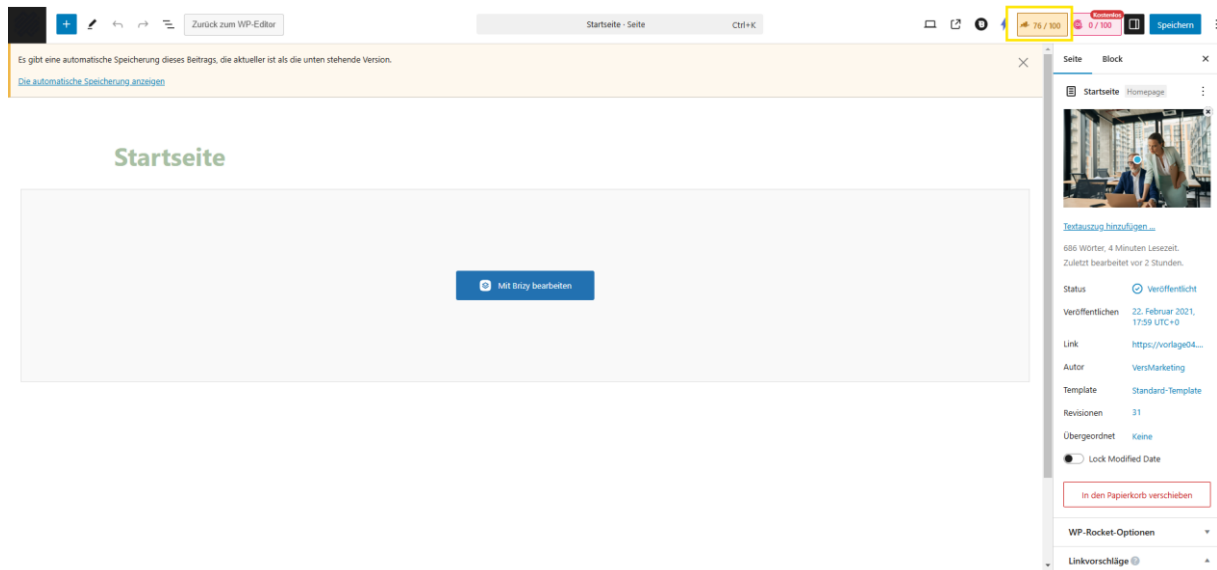 Zurück zum WP-Editor
Startseite · Seite
Ctrl+K
76 / 100
Kostenlos
0 / 100
Speichern
Es gibt eine automatische Speicherung dieses Beitrags, die aktueller ist als die unten stehende Version.
Die automatische Speicherung anzeigen
Startseite
Mit Brizy bearbeiten
Seite Block
Startseite Homepage
Textauszug hinzufügen ...
686 Wörter, 4 Minuten Lesezeit.
Zuletzt bearbeitet vor 2 Stunden.
Status Veröffentlicht
Veröffentlichen 22. Februar 2021,
17:59 UTC+0
Link https://vorlage04....
Autor VersMarketing
Template Standard-Template
Revisionen 31
Übergeordnet Keine
Lock Modified Date
In den Papierkorb verschieben
WP-Rocket-Optionen
Linkvorschläge